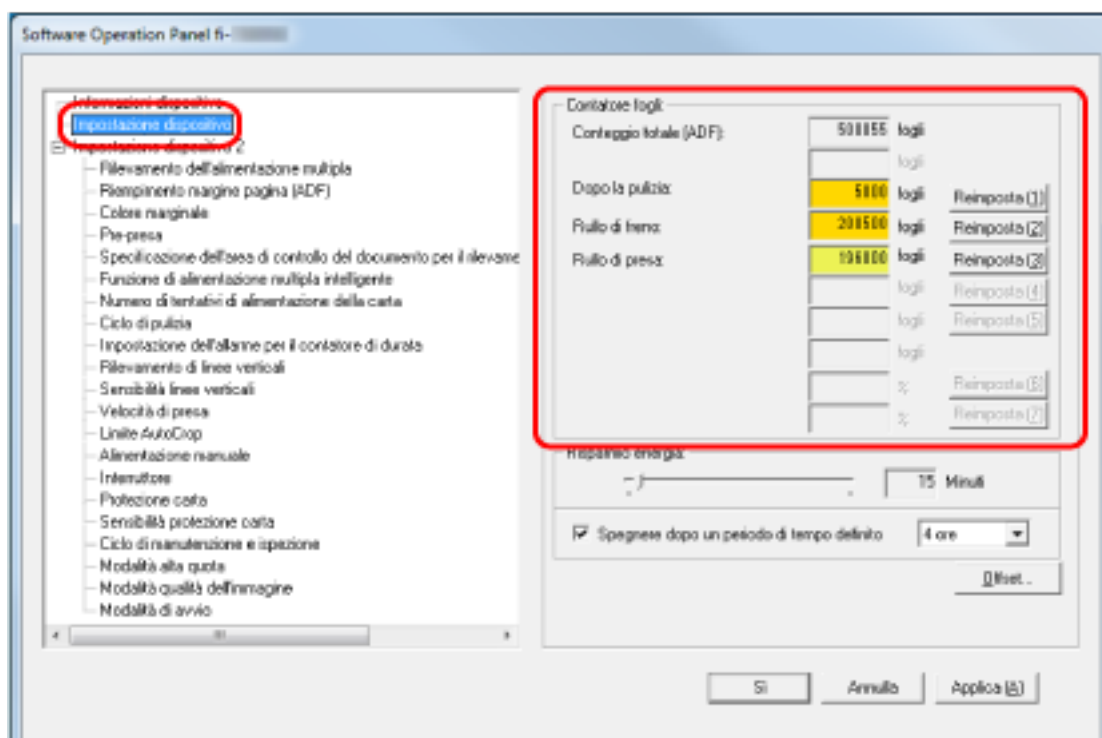 Software Operation Panel fi-
Informazioni dispositivo
Impostazione dispositivo
Impostazione dispositivo 2
Rilevamento dell'alimentazione multipla
Riempimento margine pagina (ADF)
Colore marginale
Pre-presa
Specificazione dell'area di controllo del documento per il rilevame
Funzione di alimentazione multipla intelligente
Numero di tentativi di alimentazione della carta
Ciclo di pulizia
Impostazione dell'allarme per il contatore di durata
Rilevamento di linee verticali
Sensibilità linee verticali
Velocità di presa
Limite AutoCrop
Alimentazione manuale
Interruttore
Protezione carta
Sensibilità protezione carta
Ciclo di manutenzione e ispezione
Modalità alta quota
Modalità qualità dell'immagine
Modalità di avvio
Contatore fogli:
Conteggio totale (ADF): 500055 fogli
fogli
Dopo la pulizia: 5000 fogli Reimposta (1)
Rullo di freno: 200500 fogli Reimposta (2)
Rullo di presa: 196000 fogli Reimposta (3)
fogli Reimposta (4)
fogli Reimposta (5)
fogli
% Reimposta (6)
% Reimposta (7)
Risparmio energia:
15 Minuti
Spegnere dopo un periodo di tempo definito 4 ore
Offset...
Sì Annulla Applica (A)